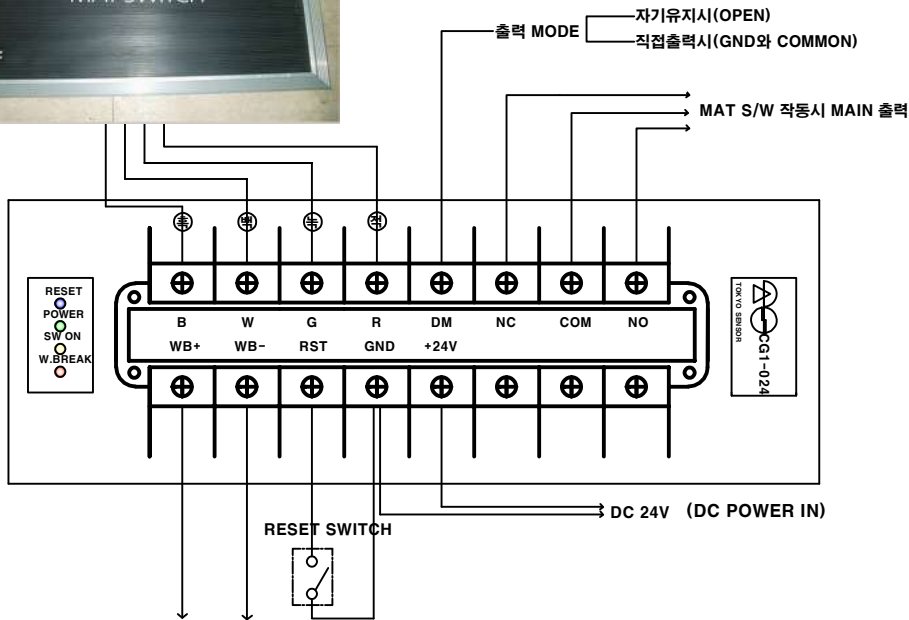 MAT SWITCH
출력 MODE
자기유지시(OPEN)
직접출력시(GND와 COMMON)
MAT S/W 작동시 MAIN 출력
흑
백
녹
적
RESET
POWER
SW ON
W.BREAK
B
W
G
R
DM
NC
COM
NO
WB+
WB-
RST
GND
+24V
TOKYO SENSOR
CG1-024
DC 24V (DC POWER IN)
RESET SWITCH